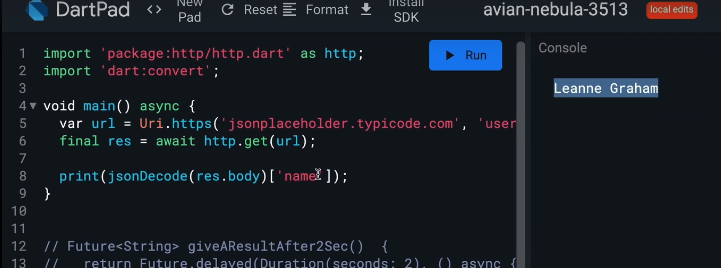 DartPad <> New Pad Reset Format Install SDK avian-nebula-3513 local edits
Run
Console
Leanne Graham
1 import 'package:http/http.dart' as http;
2 import 'dart:convert';
3
4 void main() async {
5 var url = Uri.https('jsonplaceholder.typicode.com', 'user
6 final res = await http.get(url);
7
8 print(jsonDecode(res.body)['name']);
9 }
10
11
12 // Future<String> giveAResultAfter2Sec() {
13 // return Future.delayed(Duration(seconds: 2), () async {